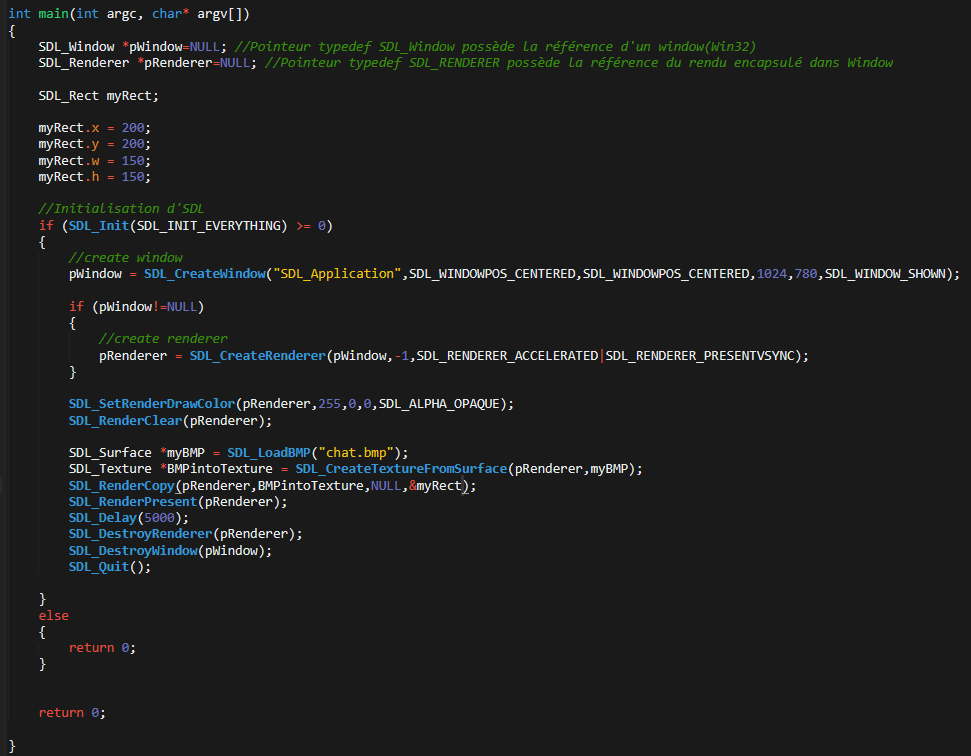 int main(int argc, char* argv[])
{
SDL_Window *pWindow=NULL; //Pointeur typedef SDL_Window possède la référence d'un window(Win32)
SDL_Renderer *pRenderer=NULL; //Pointeur typedef SDL_RENDERER possède la référence du rendu encapsulé dans Window
SDL_Rect myRect;
myRect.x = 200;
myRect.y = 200;
myRect.w = 150;
myRect.h = 150;
//Initialisation d'SDL
if (SDL_Init(SDL_INIT_EVERYTHING) >= 0)
{
//create window
pWindow = SDL_CreateWindow("SDL_Application",SDL_WINDOWPOS_CENTERED,SDL_WINDOWPOS_CENTERED,1024,780,SDL_WINDOW_SHOWN);
if (pWindow!=NULL)
{
//create renderer
pRenderer = SDL_CreateRenderer(pWindow,-1,SDL_RENDERER_ACCELERATED|SDL_RENDERER_PRESENTVSYNC);
}
SDL_SetRenderDrawColor(pRenderer,255,0,0,SDL_ALPHA_OPAQUE);
SDL_RenderClear(pRenderer);
SDL_Surface *myBMP = SDL_LoadBMP("chat.bmp");
SDL_Texture *BMPintoTexture = SDL_CreateTextureFromSurface(pRenderer,myBMP);
SDL_RenderCopy(pRenderer,BMPintoTexture,NULL,&myRect);
SDL_RenderPresent(pRenderer);
SDL_Delay(5000);
SDL_DestroyRenderer(pRenderer);
SDL_DestroyWindow(pWindow);
SDL_Quit();
}
else
{
return 0;
}
return 0;
}